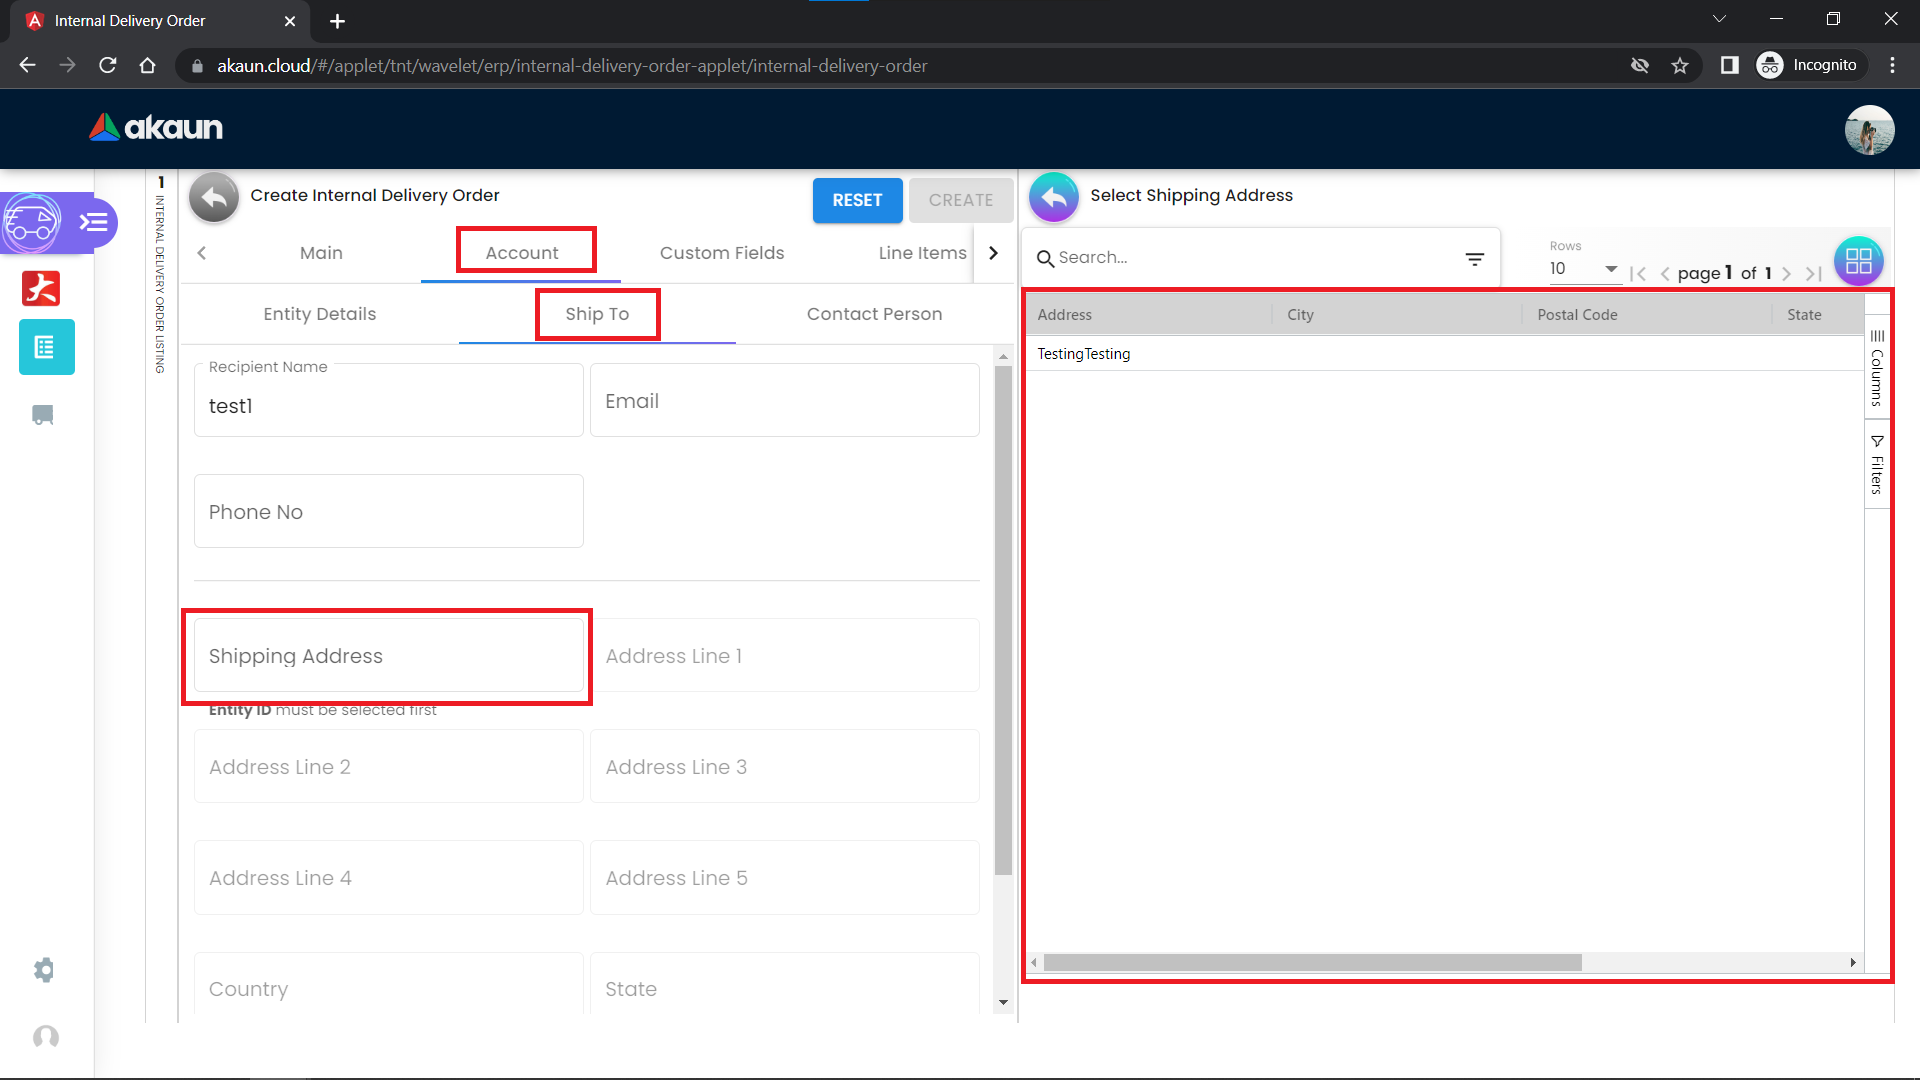 Internal Delivery Order
akaun.cloud/#/applet/tnt/wavelet/erp/internal-delivery-order-applet/internal-delivery-order
Incognito
akaun
1
INTERNAL DELIVERY ORDER LISTING
Create Internal Delivery Order
RESET
CREATE
Main
Account
Custom Fields
Line Items
Entity Details
Ship To
Contact Person
Recipient Name
test1
Email
Phone No
Shipping Address
Address Line 1
Entity ID must be selected first
Address Line 2
Address Line 3
Address Line 4
Address Line 5
Country
State
Select Shipping Address
Search...
Rows
10
page 1 of 1
Address
City
Postal Code
State
TestingTesting
Columns
Filters